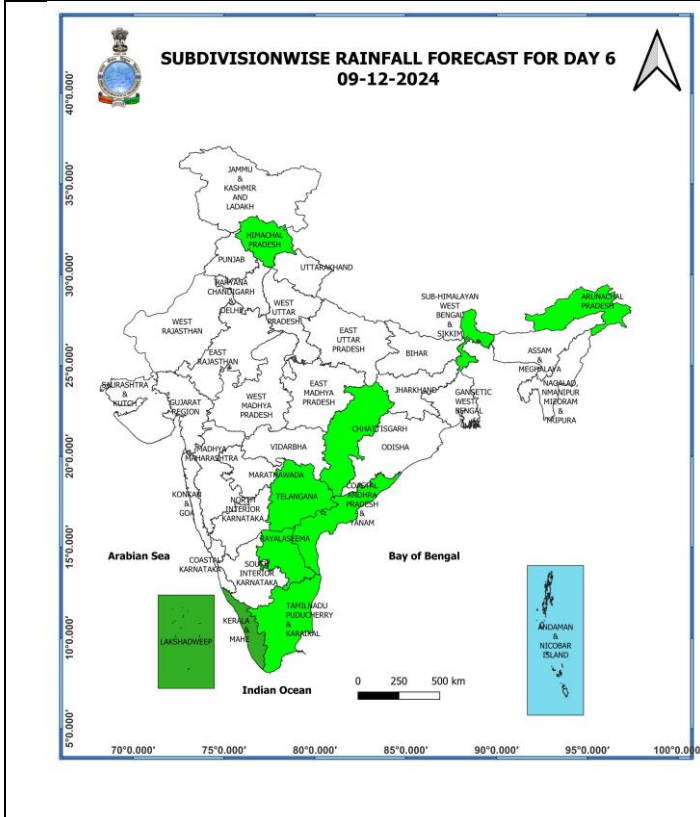 SUBDIVISIONWISE RAINFALL FORECAST FOR DAY 6
09-12-2024
40°0.000'
35°0.000'
30°0.000'
25°0.000'
20°0.000'
15°0.000'
10°0.000'
5°0.000'
JAMMU
&
KASHMIR
AND
LADAKH
HIMACHAL
PRADESH
PUNJAB
UTTARAKHAND
HARYANA
CHANDIGARH
&
DELHI
WEST
UTTAR
PRADESH
WEST
RAJASTHAN
EAST
RAJASTHAN
EAST
UTTAR
PRADESH
SUB-HIMALAYAN
WEST
BENGAL
&
SIKKIM
ARUNACHAL
PRADESH
BIHAR
ASSAM
&
MEGHALAYA
NAGALAD,
NMANIPUR
MIZORAM
&
TRIPURA
SAURASHTRA
&
KUTCH
GUJARAT
REGION
WEST
MADHYA
PRADESH
EAST
MADHYA
PRADESH
JHARKHAND
GANGETIC
WEST
BENGAL
CHHATTISGARH
ODISHA
VIDARBHA
MADHYA
MAHARASHTRA
MARATHAWADA
KONKAN
&
GOA
NORTH
INTERIOR
KARNATAKA
TELANGANA
COASTAL
ANDHRA
PRADESH
&
YANAM
RAYALASEEMA
Arabian Sea
Bay of Bengal
COASTAL
KARNATAKA
SOUTH
INTERIOR
KARNATAKA
TAMILNADU
PUDUCHERRY
&
KARAIKAL
KERALA
&
MAHE
LAKSHADWEEP
ANDAMAN
&
NICOBAR
ISLAND
Indian Ocean
0 250 500 km
70°0.000' 75°0.000' 80°0.000' 85°0.000' 90°0.000' 95°0.000' 100°0.000'